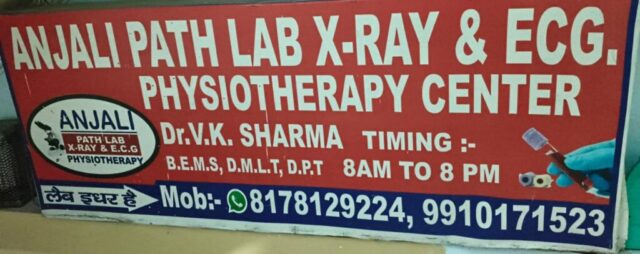 ANJALI PATH LAB X-RAY & ECG.
PHYSIOTHERAPY CENTER
ANJALI
PATH LAB
X-RAY & E.C.G
PHYSIOTHERAPY
Dr.V.K. SHARMA TIMING :-
B.E.M.S, D.M.L.T, D.P.T 8AM TO 8 PM
लैब इधर है
Mob:- 8178129224, 9910171523